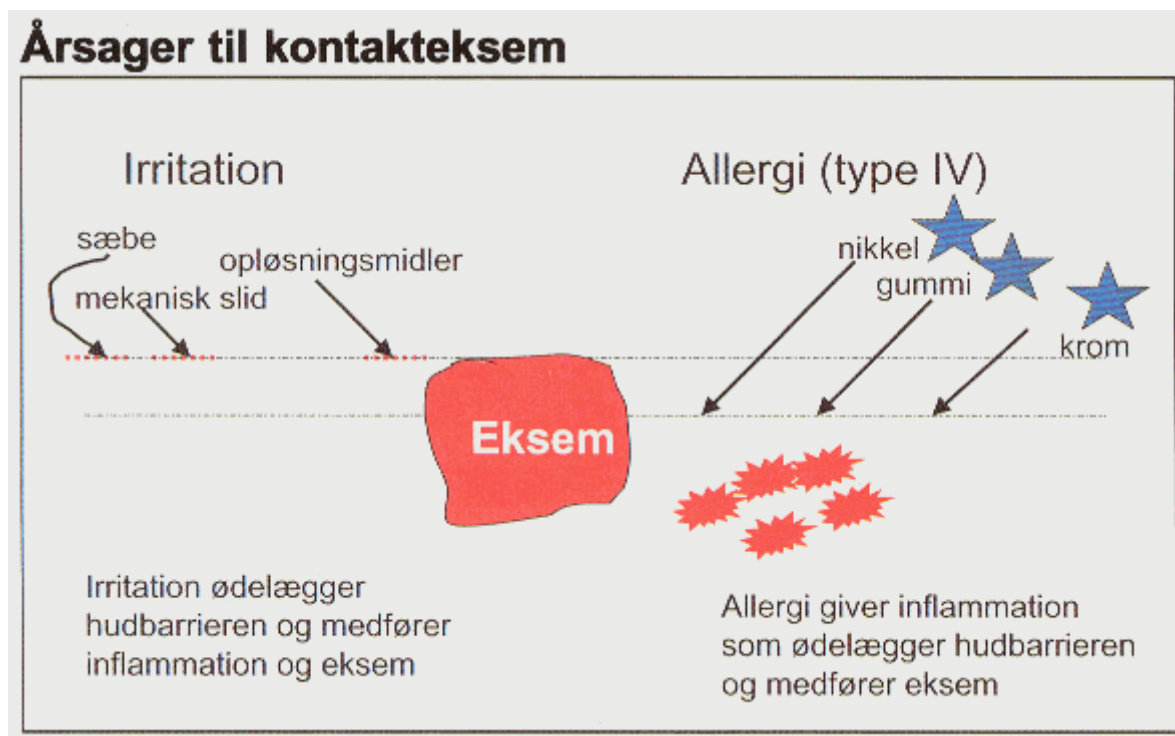 Årsager til kontakteksem
Irritation
Allergi (type IV)
sæbe
opløsningsmidler
mekanisk slid
nikkel
gummi
krom
Eksem
Irritation ødelægger
hudbarrieren og medfører
inflammation og eksem
Allergi giver inflammation
som ødelægger hudbarrieren
og medfører eksem